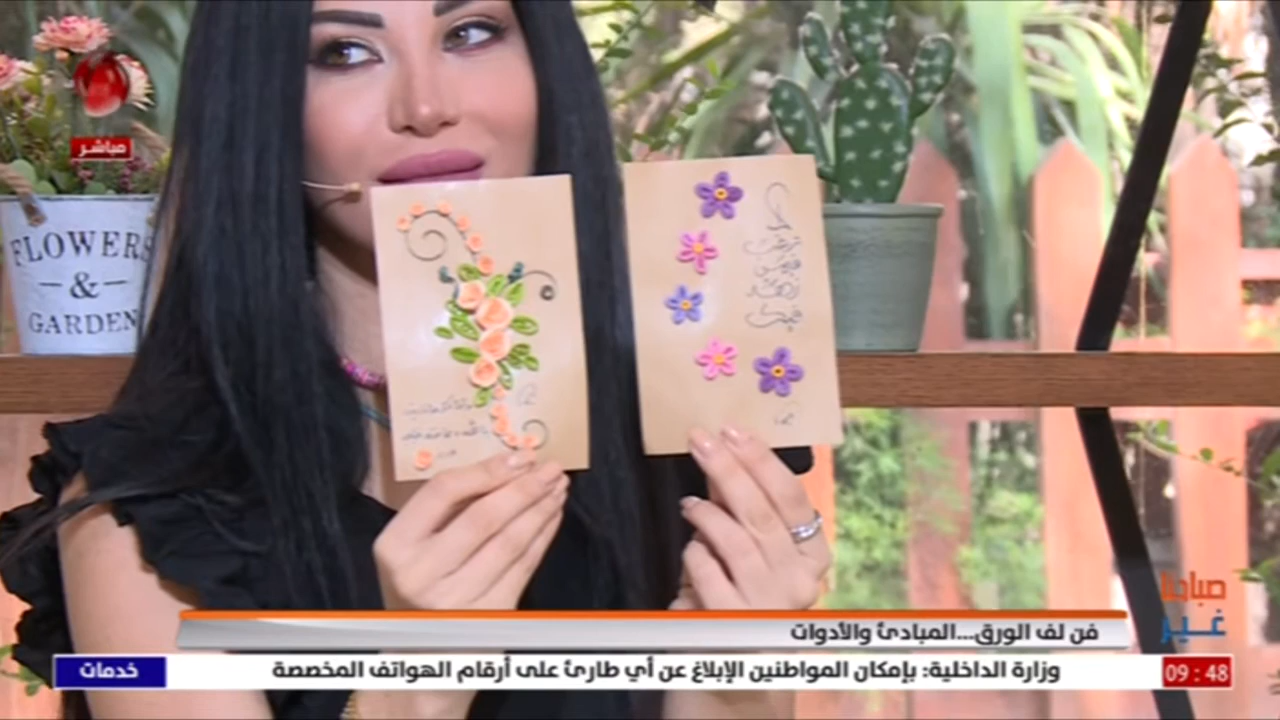 مباشر
FLOWERS
&
GARDEN
صباحنا
غير
فن لف الورق...المبادئ والأدوات
خدمات
وزارة الداخلية: بإمكان المواطنين الإبلاغ عن أي طارئ على أرقام الهواتف المخصصة
09 : 48